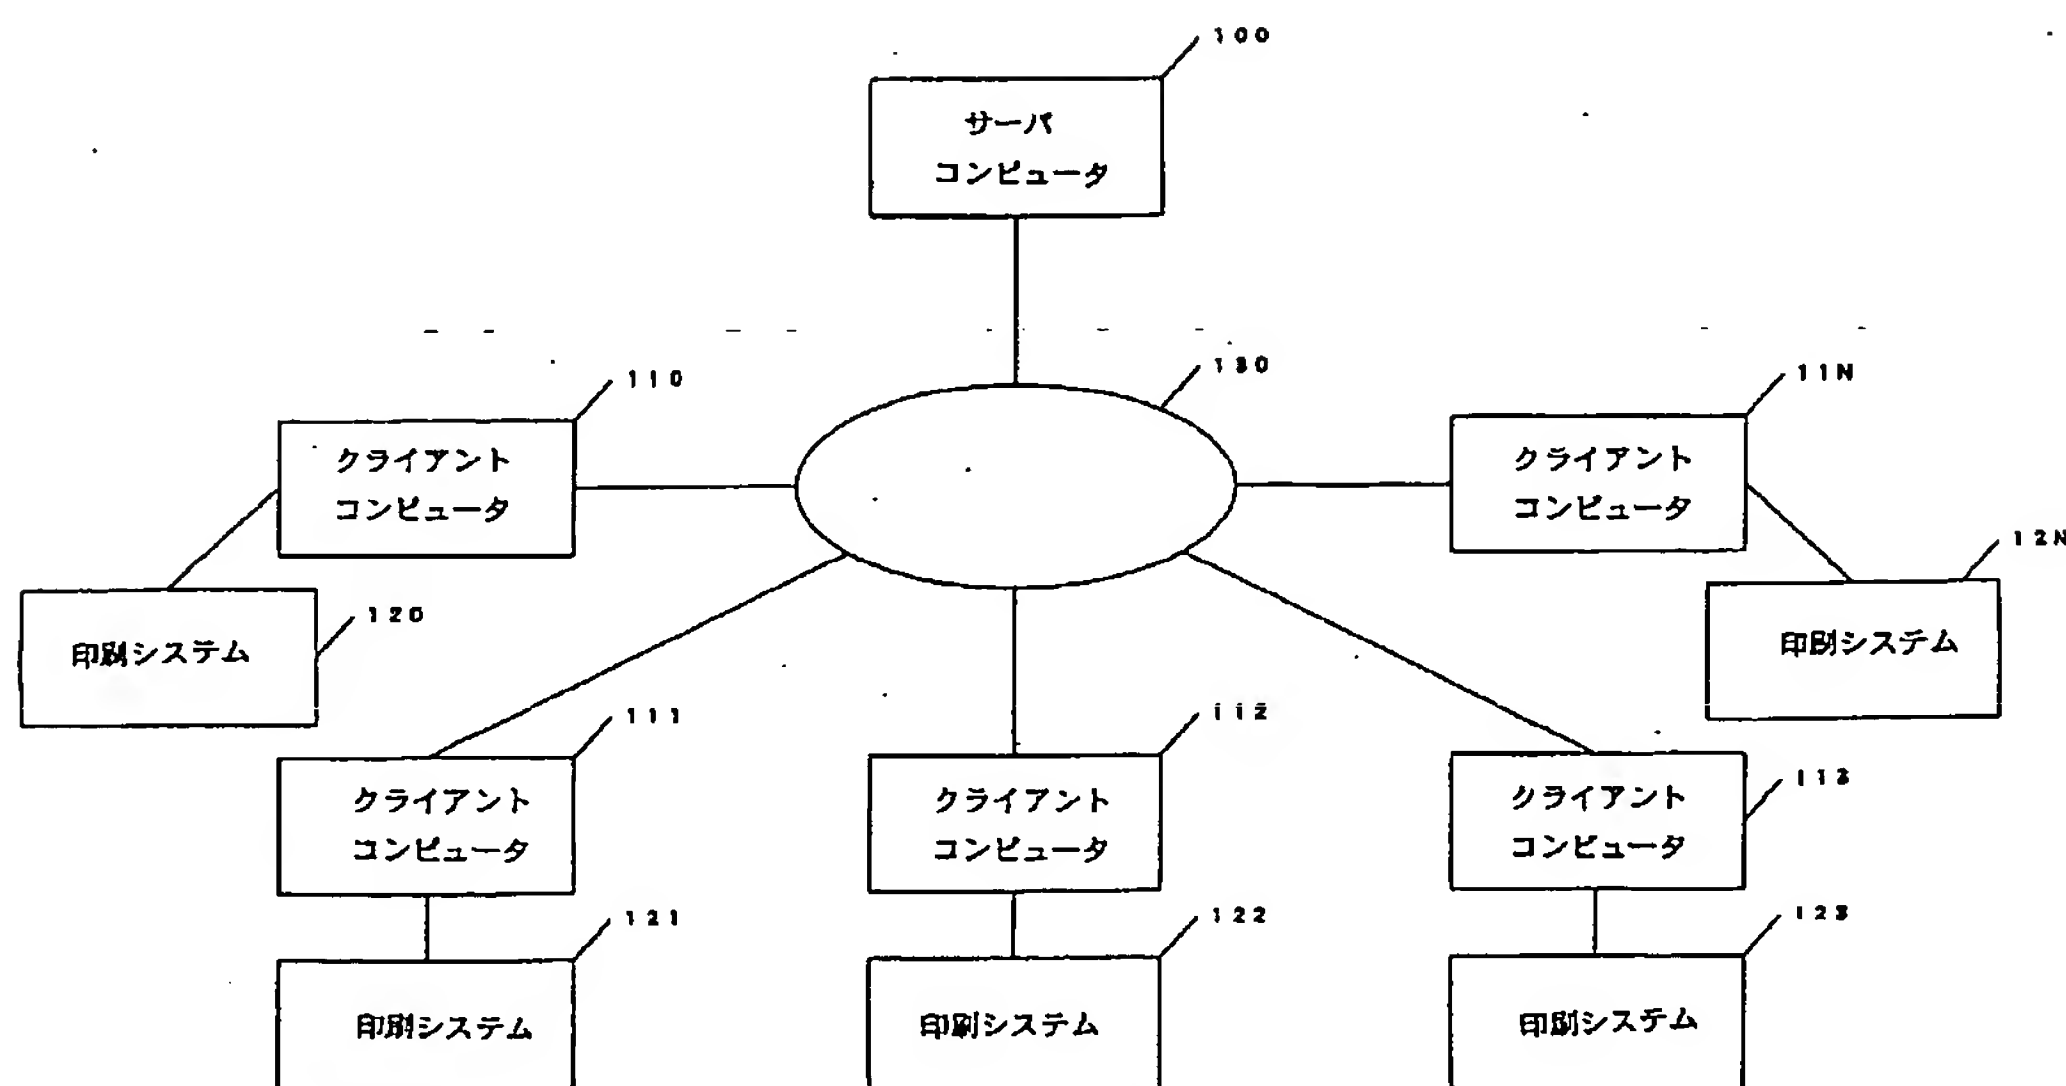 100
サーバ
コンピュータ
130
110
クライアント
コンピュータ
11N
クライアント
コンピュータ
120
印刷システム
12N
印刷システム
111
クライアント
コンピュータ
112
クライアント
コンピュータ
113
クライアント
コンピュータ
121
印刷システム
122
印刷システム
123
印刷システム